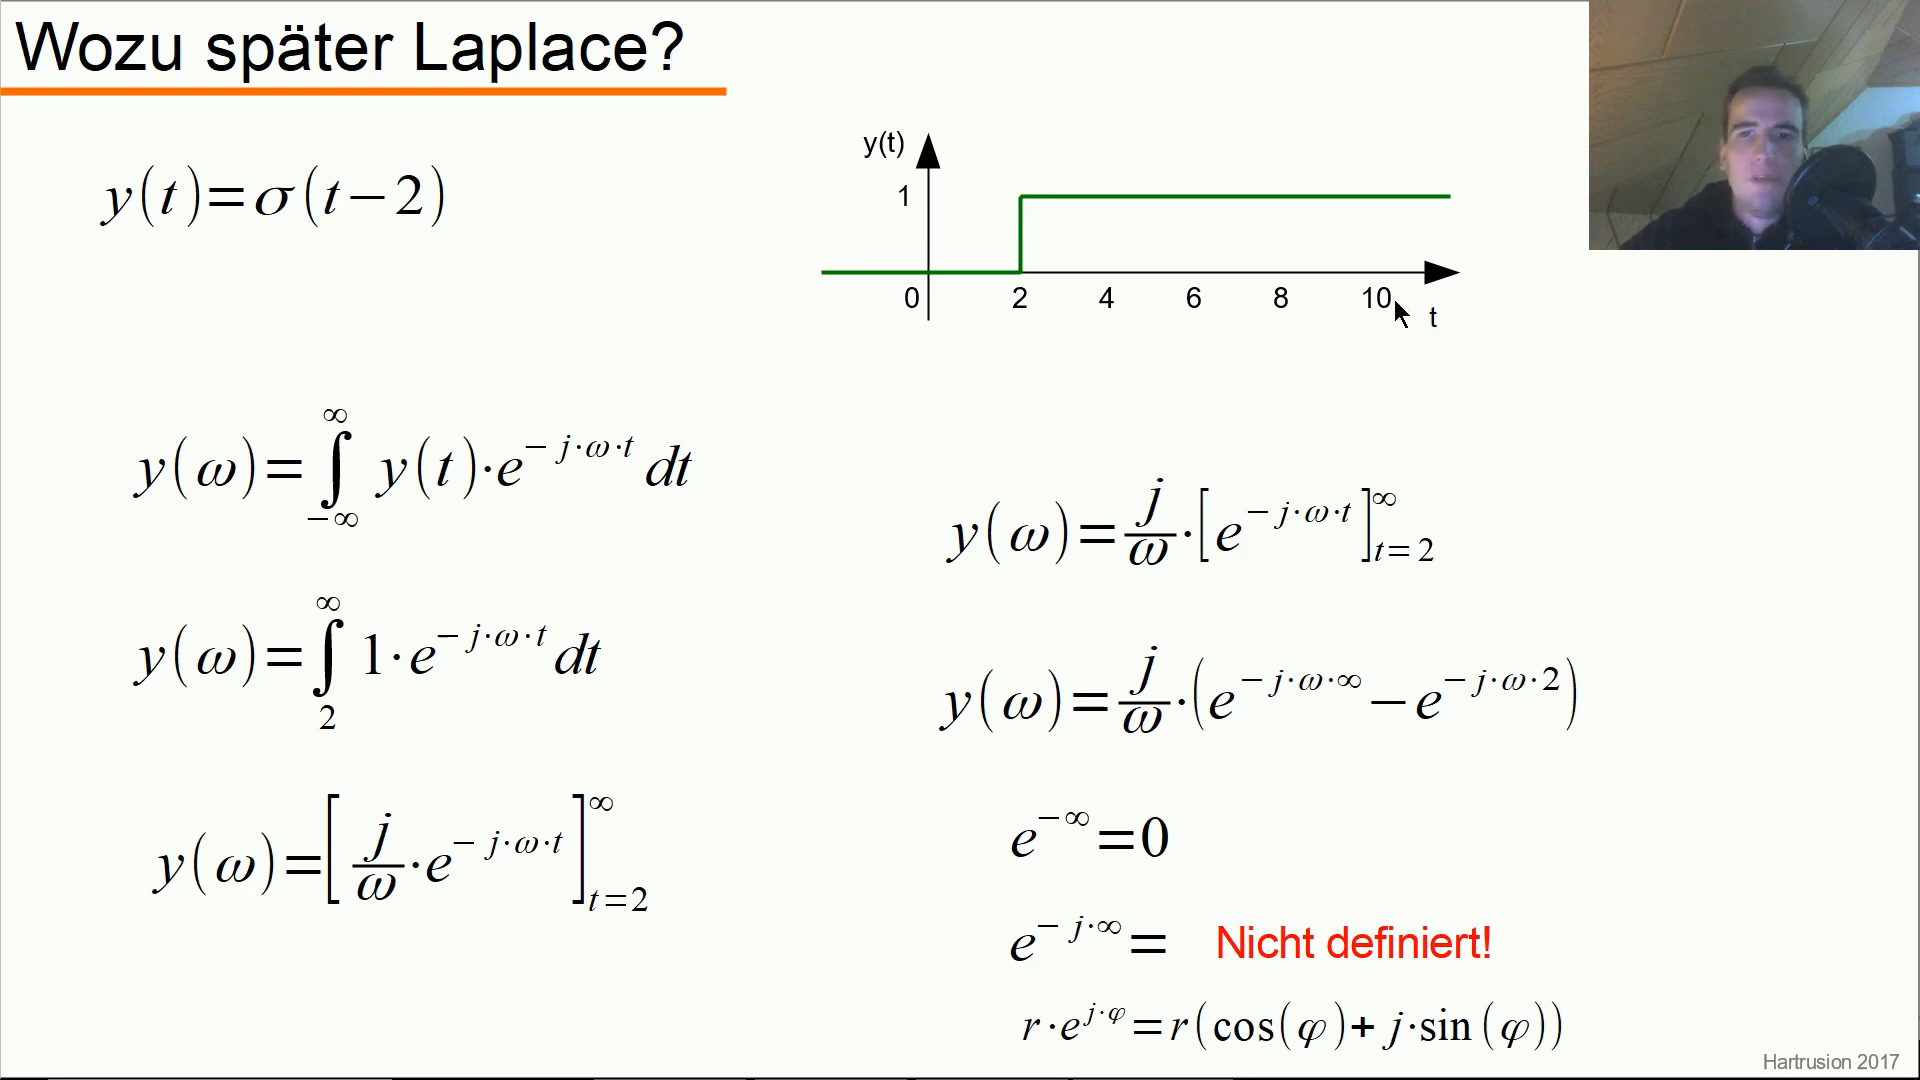 Wozu später Laplace?
y(t)=σ(t−2)
y(t)
1
0 2 4 6 8 10 t
y(ω)=∫_{−∞}^{∞} y(t)·e^{−j·ω·t} dt
y(ω)=∫_{2}^{∞} 1·e^{−j·ω·t} dt
y(ω)=[j/ω·e^{−j·ω·t}]_{t=2}^{∞}
y(ω)=j/ω·[e^{−j·ω·t}]_{t=2}^{∞}
y(ω)=j/ω·(e^{−j·ω·∞}−e^{−j·ω·2})
e^{−∞}=0
e^{−j·∞}= Nicht definiert!
r·e^{j·φ}=r(cos(φ)+j·sin(φ))
Hartrusion 2017